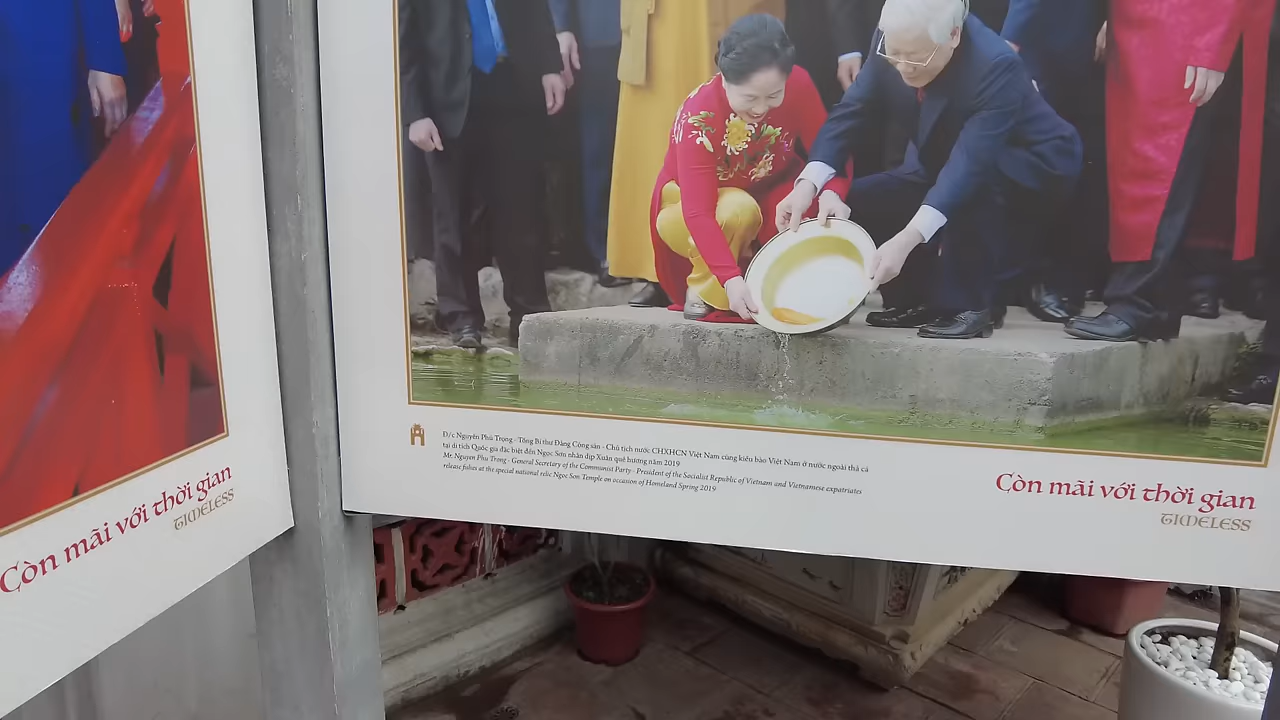 Còn mãi với thời gian
TIMELESS
Đ/c Nguyễn Phú Trọng - Tổng Bí thư Đảng Cộng sản - Chủ tịch nước CHXHCN Việt Nam cùng kiều bào Việt Nam ở nước ngoài thả cá
tại di tích Quốc gia đặc biệt đền Ngọc Sơn nhân dịp Xuân quê hương năm 2019
Mr. Nguyen Phu Trong - General Secretary of the Communist Party - President of the Socialist Republic of Vietnam and Vietnamese expatriates
release fishes at the special national relic Ngoc Son Temple on occasion of Homeland Spring 2019
Còn mãi với thời gian
TIMELESS